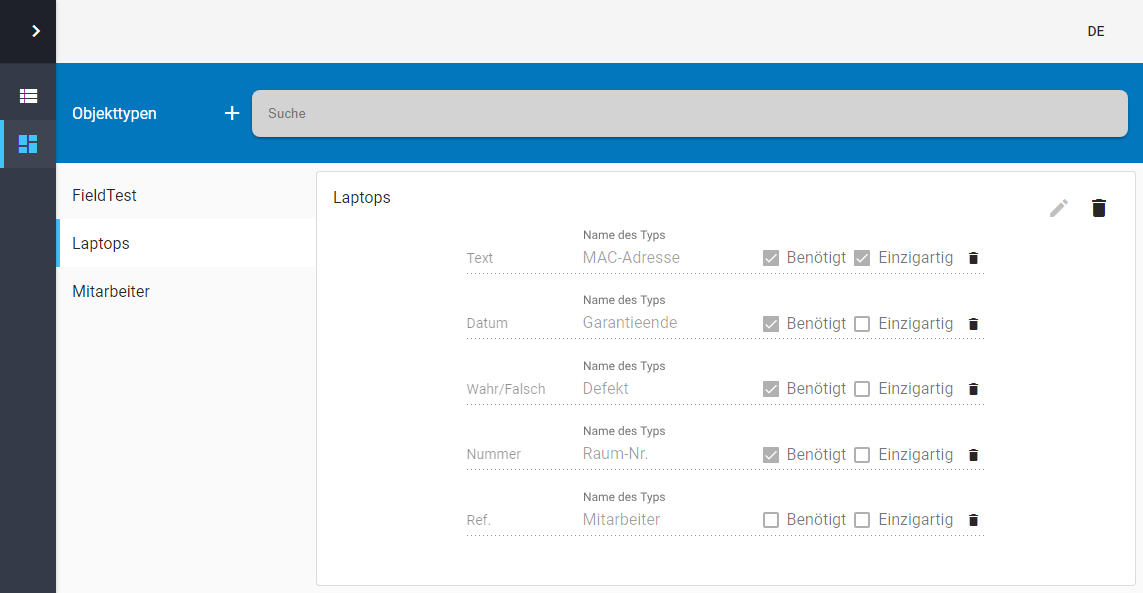 DE
Objekttypen
Suche
FieldTest
Laptops
Mitarbeiter
Laptops
Name des Typs
Text MAC-Adresse Benötigt Einzigartig
Name des Typs
Datum Garantieende Benötigt Einzigartig
Name des Typs
Wahr/Falsch Defekt Benötigt Einzigartig
Name des Typs
Nummer Raum-Nr. Benötigt Einzigartig
Name des Typs
Ref. Mitarbeiter Benötigt Einzigartig